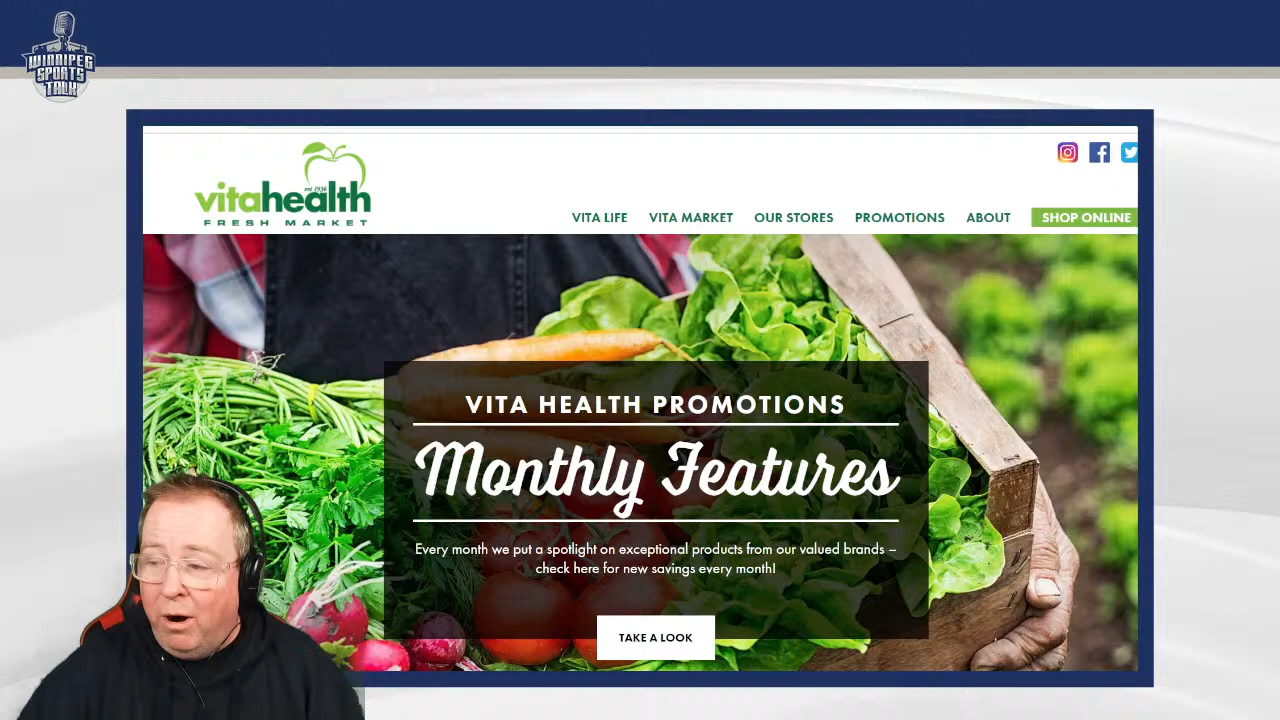 WINNIPEG
SPORTS
TALK
est 1936
vitahealth
FRESH MARKET
VITA LIFE VITA MARKET OUR STORES PROMOTIONS ABOUT SHOP ONLINE
VITA HEALTH PROMOTIONS
Monthly Features
Every month we put a spotlight on exceptional products from our valued brands –
check here for new savings every month!
TAKE A LOOK